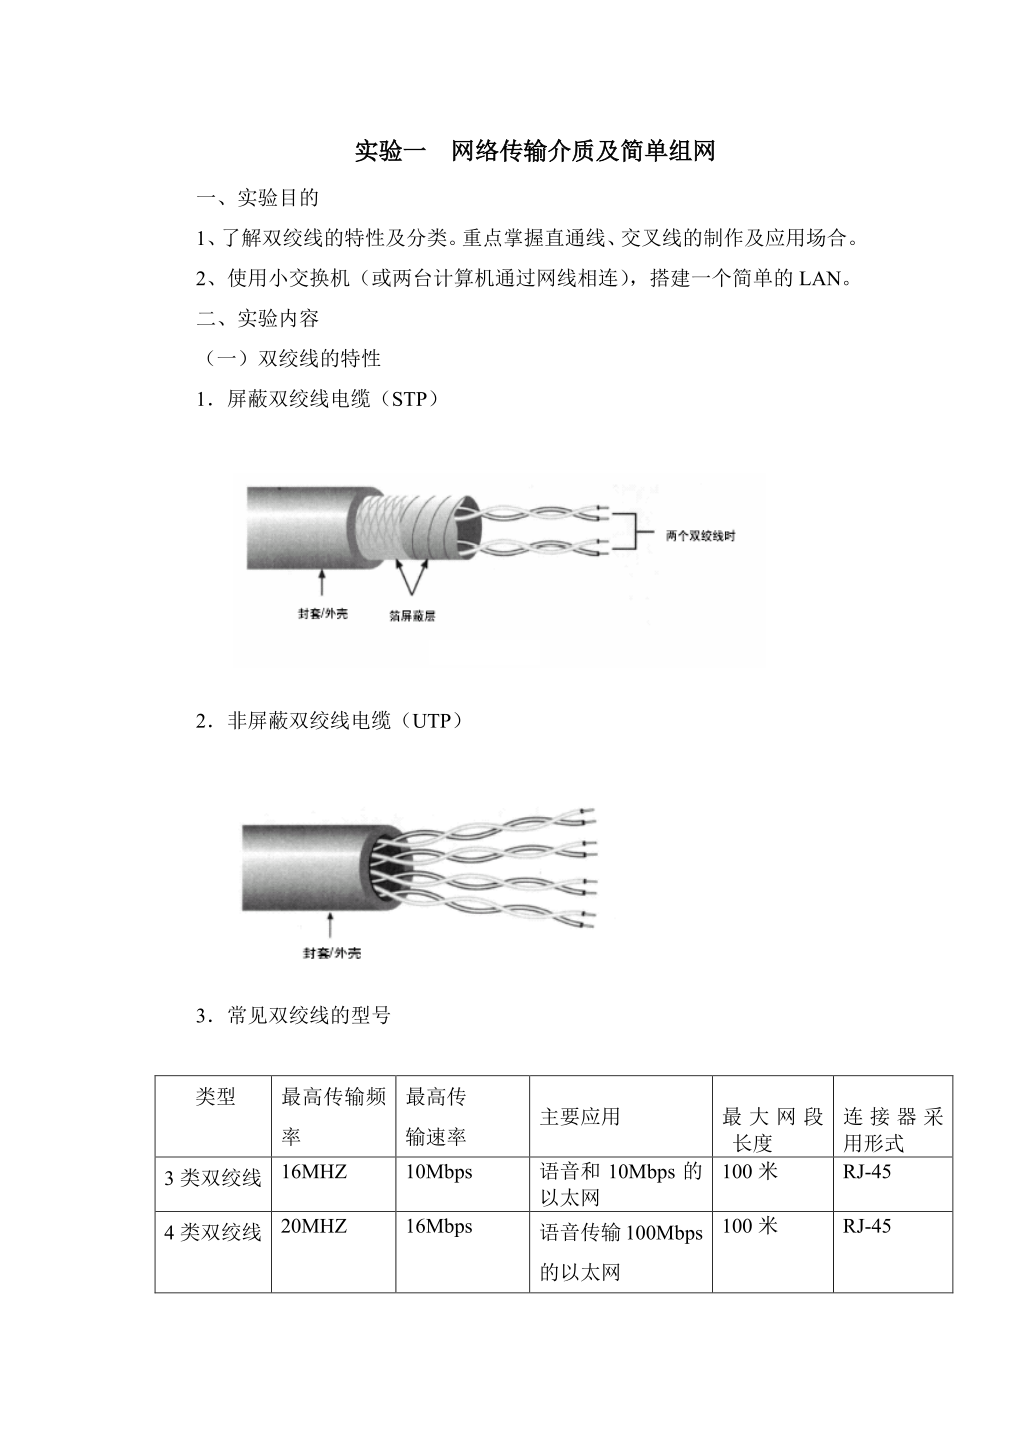 实验一 网络传输介质及简单组网
一、实验目的
1、了解双绞线的特性及分类。重点掌握直通线、交叉线的制作及应用场合。
2、使用小交换机（或两台计算机通过网线相连），搭建一个简单的 LAN。
二、实验内容
（一）双绞线的特性
1．屏蔽双绞线电缆（STP）
两个双绞线时
封套/外壳
箔屏蔽层
2．非屏蔽双绞线电缆（UTP）
封套/外壳
3．常见双绞线的型号
类型
最高传输频
率
最高传
输速率
主要应用
最大网段
长度
连接器采
用形式
3 类双绞线
16MHZ
10Mbps
语音和 10Mbps 的
以太网
100 米
RJ-45
4 类双绞线
20MHZ
16Mbps
语音传输 100Mbps
的以太网
100 米
RJ-45